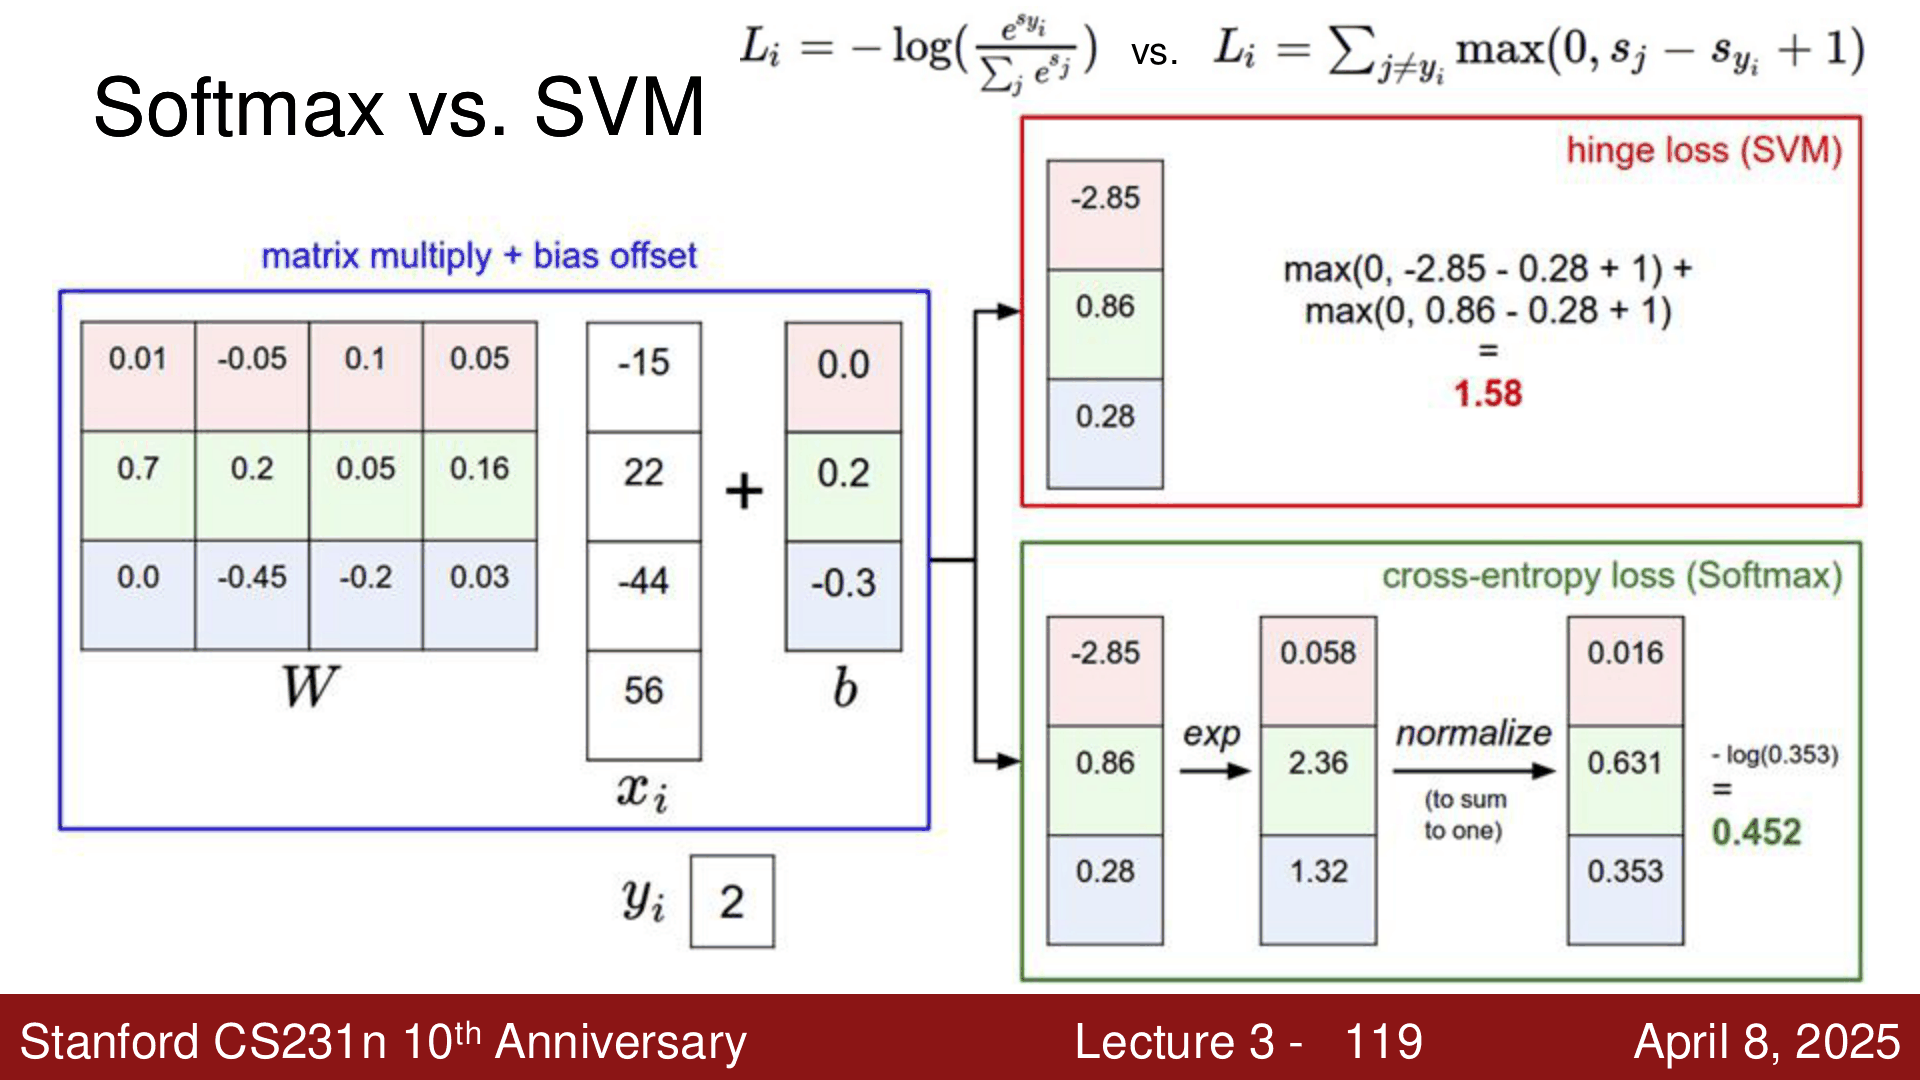 L_i = − log( e^{s_{y_i}} / ∑_j e^{s_j} ) vs. L_i = ∑_{j≠y_i} max(0, s_j − s_{y_i} + 1)
Softmax vs. SVM
matrix multiply + bias offset
0.01 -0.05 0.1 0.05
0.7 0.2 0.05 0.16
0.0 -0.45 -0.2 0.03
W
-15
22
-44
56
x_i
+
0.0
0.2
-0.3
b
y_i 2
hinge loss (SVM)
-2.85
0.86
0.28
max(0, -2.85 - 0.28 + 1) +
max(0, 0.86 - 0.28 + 1)
=
1.58
cross-entropy loss (Softmax)
-2.85
0.86
0.28
exp
0.058
2.36
1.32
normalize
(to sum
to one)
0.016
0.631
0.353
- log(0.353)
=
0.452
Stanford CS231n 10th Anniversary Lecture 3 - 119 April 8, 2025